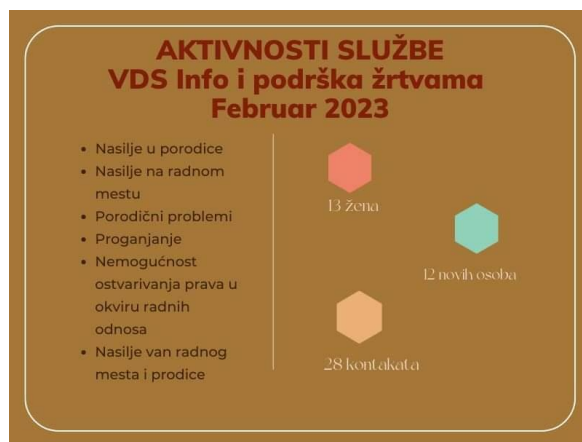 AKTIVNOSTI SLUŽBE
VDS Info i podrška žrtvama
Februar 2023
• Nasilje u porodice
• Nasilje na radnom
mestu
• Porodični problemi
• Proganjanje
• Nemogućnost
ostvarivanja prava u
okviru radnih
odnosa
• Nasilje van radnog
mesta i prodice
13 žena
12 novih osoba
28 kontakata